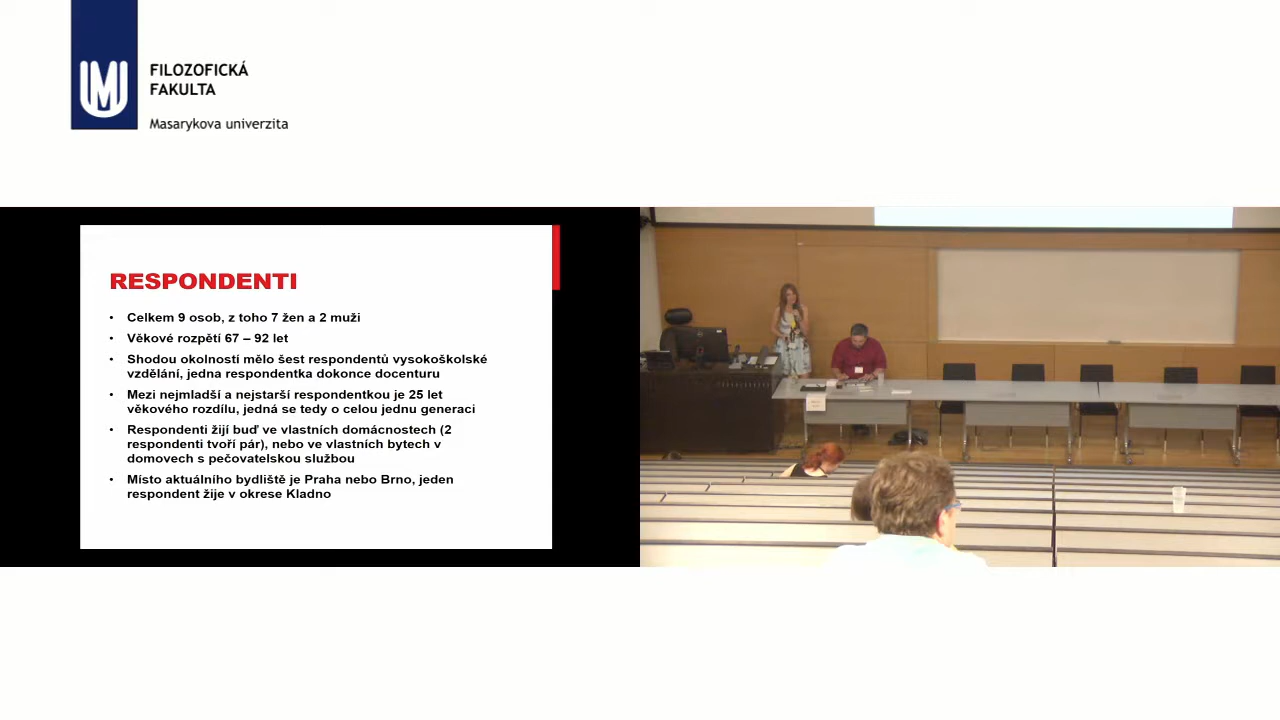 FILOZOFICKÁ
FAKULTA
Masarykova univerzita
RESPONDENTI
• Celkem 9 osob, z toho 7 žen a 2 muži
• Věkové rozpětí 67 – 92 let
• Shodou okolností mělo šest respondentů vysokoškolské
vzdělání, jedna respondentka dokonce docenturu
• Mezi nejmladší a nejstarší respondentkou je 25 let
věkového rozdílu, jedná se tedy o celou jednu generaci
• Respondenti žijí buď ve vlastních domácnostech (2
respondenti tvoří pár), nebo ve vlastních bytech v
domovech s pečovatelskou službou
• Místo aktuálního bydliště je Praha nebo Brno, jeden
respondent žije v okrese Kladno